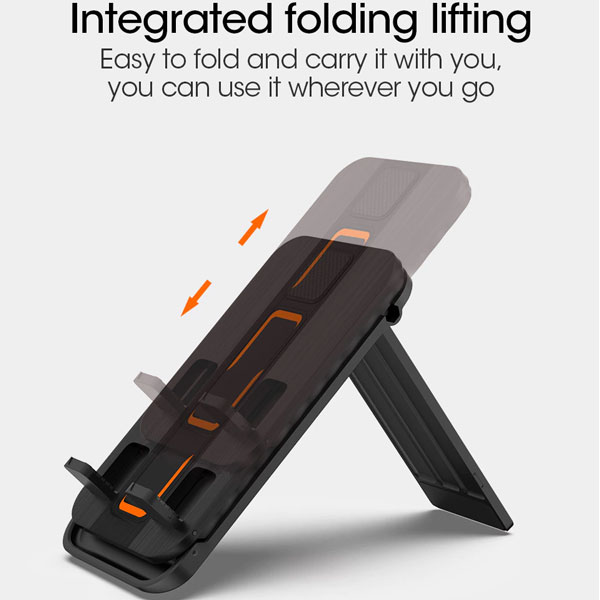 Integrated folding lifting
Easy to fold and carry it with you,
you can use it wherever you go